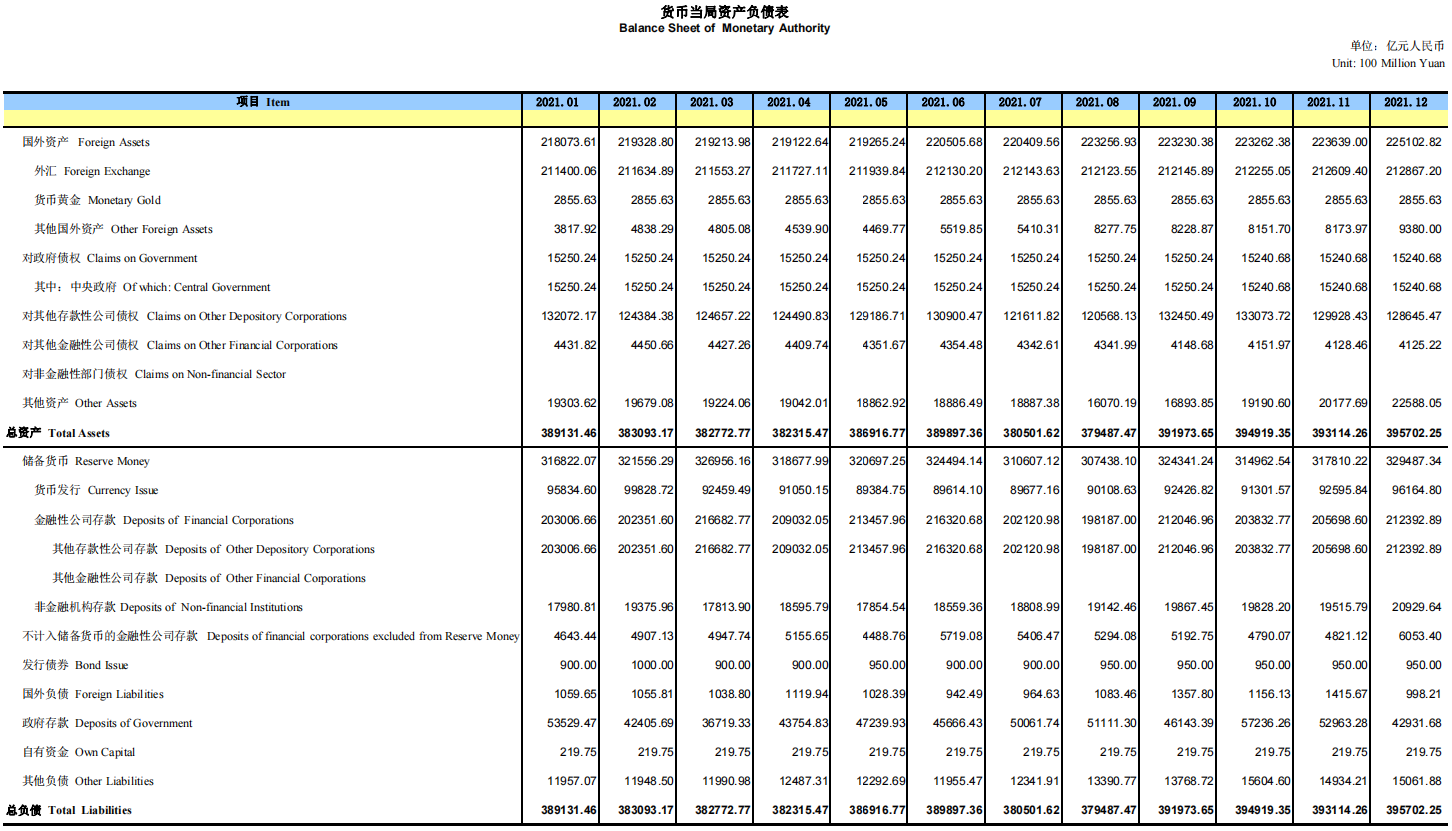 货币当局资产负债表
Balance Sheet of Monetary Authority
单位：亿元人民币
Unit: 100 Million Yuan
项目 Item 2021.01 2021.02 2021.03 2021.04 2021.05 2021.06 2021.07 2021.08 2021.09 2021.10 2021.11 2021.12
国外资产 Foreign Assets 218073.61 219328.80 219213.98 219122.64 219265.24 220505.68 220409.56 223256.93 223230.38 223262.38 223639.00 225102.82
外汇 Foreign Exchange 211400.06 211634.89 211553.27 211727.11 211939.84 212130.20 212143.63 212123.55 212145.89 212255.05 212609.40 212867.20
货币黄金 Monetary Gold 2855.63 2855.63 2855.63 2855.63 2855.63 2855.63 2855.63 2855.63 2855.63 2855.63 2855.63 2855.63
其他国外资产 Other Foreign Assets 3817.92 4838.29 4805.08 4539.90 4469.77 5519.85 5410.31 8277.75 8228.87 8151.70 8173.97 9380.00
对政府债权 Claims on Government 15250.24 15250.24 15250.24 15250.24 15250.24 15250.24 15250.24 15250.24 15250.24 15240.68 15240.68 15240.68
其中：中央政府 Of which: Central Government 15250.24 15250.24 15250.24 15250.24 15250.24 15250.24 15250.24 15250.24 15250.24 15240.68 15240.68 15240.68
对其他存款性公司债权 Claims on Other Depository Corporations 132072.17 124384.38 124657.22 124490.83 129186.71 130900.47 121611.82 120568.13 132450.49 133073.72 129928.43 128645.47
对其他金融性公司债权 Claims on Other Financial Corporations 4431.82 4450.66 4427.26 4409.74 4351.67 4354.48 4342.61 4341.99 4148.68 4151.97 4128.46 4125.22
对非金融性部门债权 Claims on Non-financial Sector
其他资产 Other Assets 19303.62 19679.08 19224.06 19042.01 18862.92 18886.49 18887.38 16070.19 16893.85 19190.60 20177.69 22588.05
总资产 Total Assets 389131.46 383093.17 382772.77 382315.47 386916.77 389897.36 380501.62 379487.47 391973.65 394919.35 393114.26 395702.25
储备货币 Reserve Money 316822.07 321556.29 326956.16 318677.99 320697.25 324494.14 310607.12 307438.10 324341.24 314962.54 317810.22 329487.34
货币发行 Currency Issue 95834.60 99828.72 92459.49 91050.15 89384.75 89614.10 89677.16 90108.63 92426.82 91301.57 92595.84 96164.80
金融性公司存款 Deposits of Financial Corporations 203006.66 202351.60 216682.77 209032.05 213457.96 216320.68 202120.98 198187.00 212046.96 203832.77 205698.60 212392.89
其他存款性公司存款 Deposits of Other Depository Corporations 203006.66 202351.60 216682.77 209032.05 213457.96 216320.68 202120.98 198187.00 212046.96 203832.77 205698.60 212392.89
其他金融性公司存款 Deposits of Other Financial Corporations
非金融机构存款 Deposits of Non-financial Institutions 17980.81 19375.96 17813.90 18595.79 17854.54 18559.36 18808.99 19142.46 19867.45 19828.20 19515.79 20929.64
不计入储备货币的金融性公司存款 Deposits of financial corporations excluded from Reserve Money 4643.44 4907.13 4947.74 5155.65 4488.76 5719.08 5406.47 5294.08 5192.75 4790.07 4821.12 6053.40
发行债券 Bond Issue 900.00 1000.00 900.00 900.00 950.00 900.00 900.00 950.00 950.00 950.00 950.00 950.00
国外负债 Foreign Liabilities 1059.65 1055.81 1038.80 1119.94 1028.39 942.49 964.63 1083.46 1357.80 1156.13 1415.67 998.21
政府存款 Deposits of Government 53529.47 42405.69 36719.33 43754.83 47239.93 45666.43 50061.74 51111.30 46143.39 57236.26 52963.28 42931.68
自有资金 Own Capital 219.75 219.75 219.75 219.75 219.75 219.75 219.75 219.75 219.75 219.75 219.75 219.75
其他负债 Other Liabilities 11957.07 11948.50 11990.98 12487.31 12292.69 11955.47 12341.91 13390.77 13768.72 15604.60 14934.21 15061.88
总负债 Total Liabilities 389131.46 383093.17 382772.77 382315.47 386916.77 389897.36 380501.62 379487.47 391973.65 394919.35 393114.26 395702.25